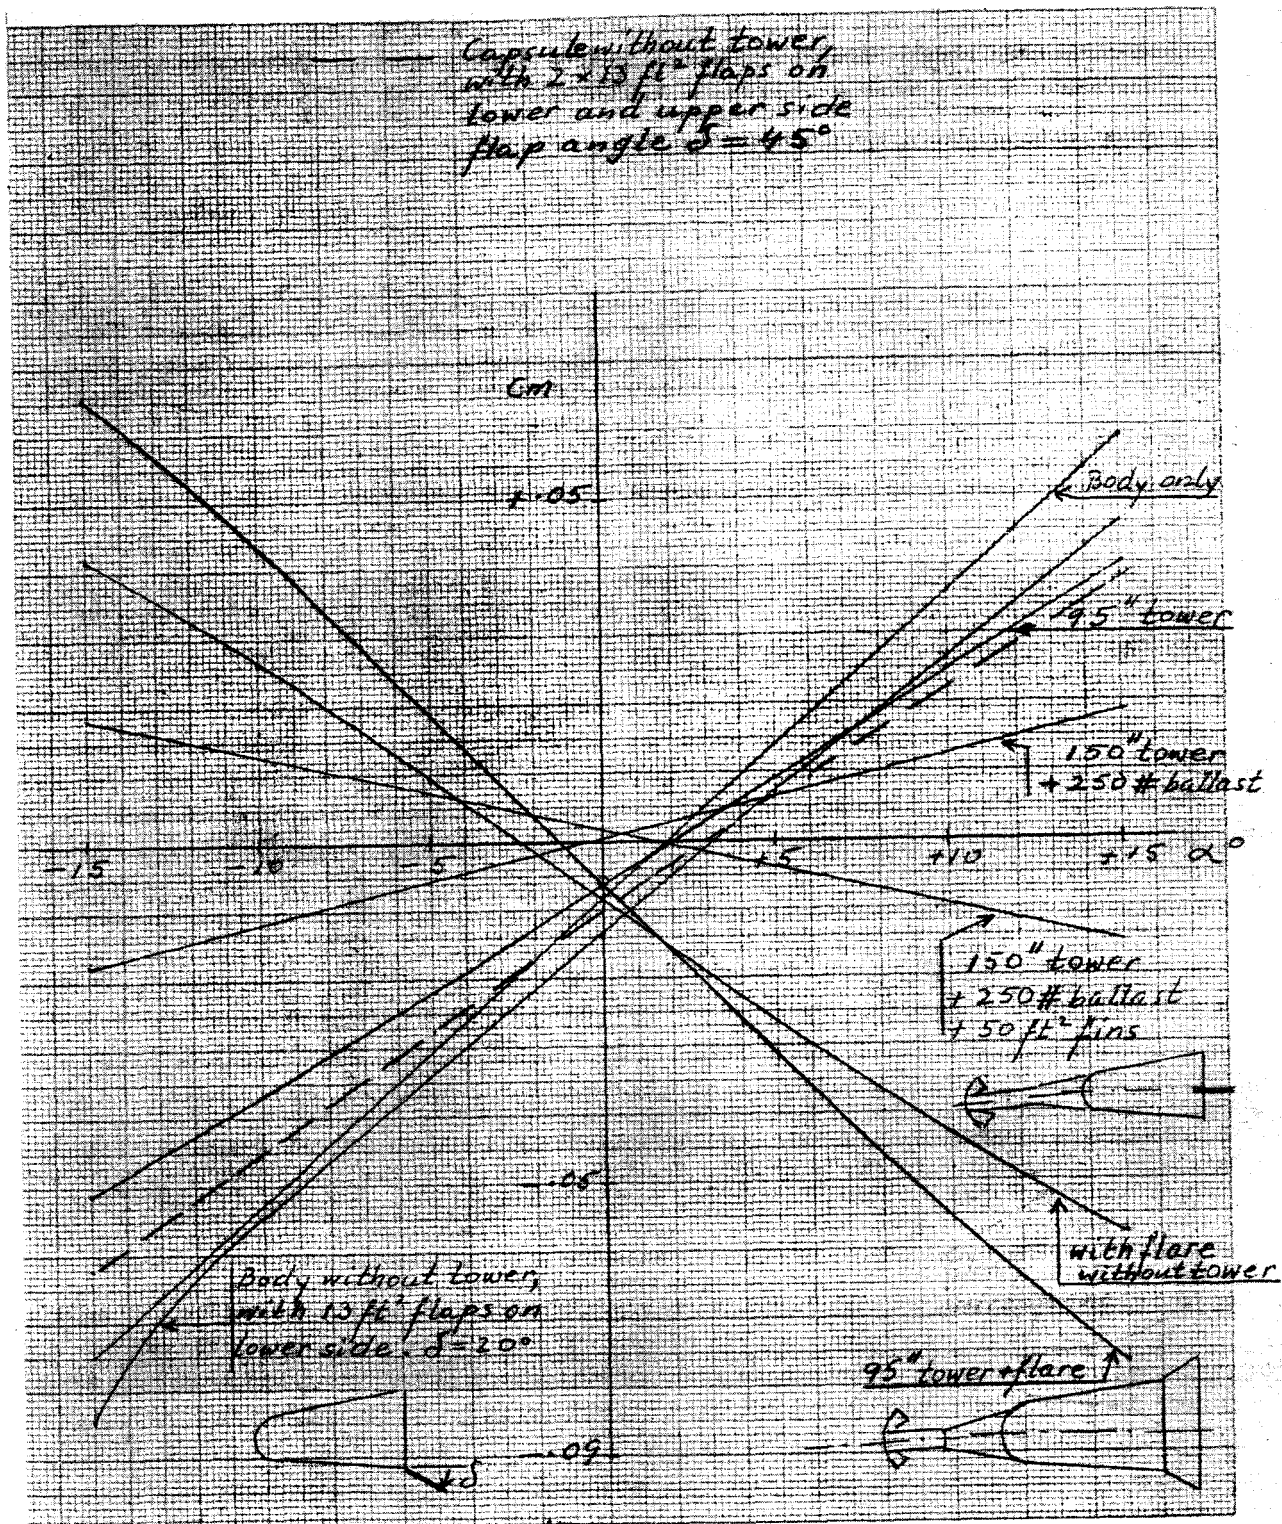 Capsule without tower,
with 2 x 13 ft² flaps on
lower and upper side
flap angle δ = 45°
Cm
+.05
Body only
95" tower
150" tower
+ 250 # ballast
-15
-10
-5
+5
+10
++5 α°
150" tower
+ 250 # ballast
+ 50 ft² fins
-.05
with flare
without tower
Body without tower,
with 13 ft² flaps on
lower side. δ=20°
95" tower+flare
-.09
δ